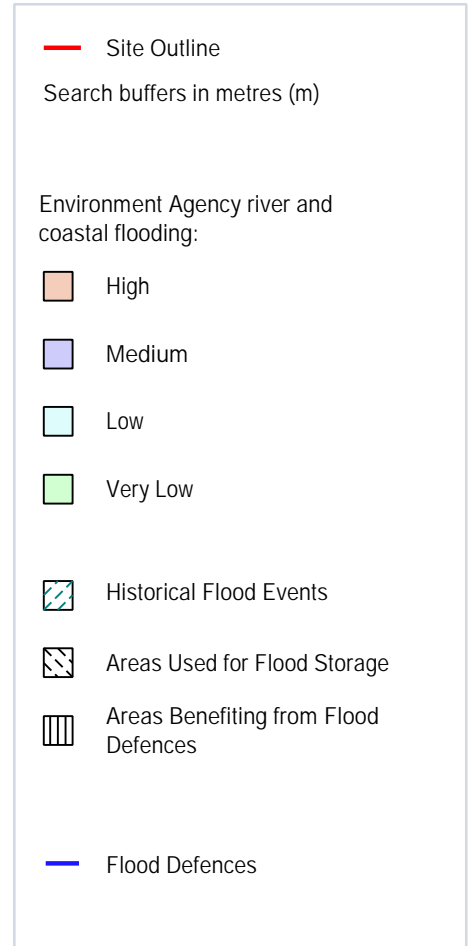 Site Outline
Search buffers in metres (m)
Environment Agency river and
coastal flooding:
High
Medium
Low
Very Low
Historical Flood Events
Areas Used for Flood Storage
Areas Benefiting from Flood
Defences
Flood Defences